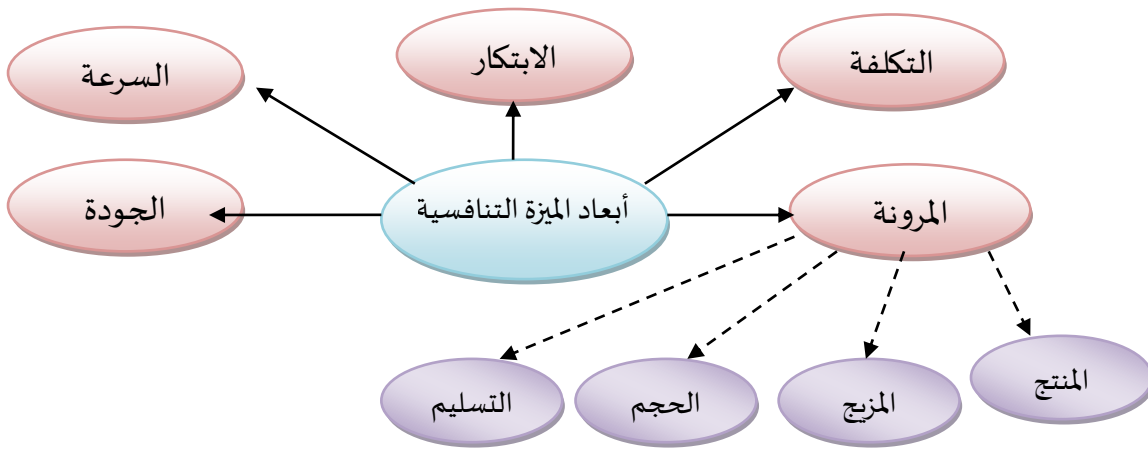 التكلفة
الابتكار
السرعة
أبعاد الميزة التنافسية
المرونة
الجودة
المنتج
المزيج
الحجم
التسليم